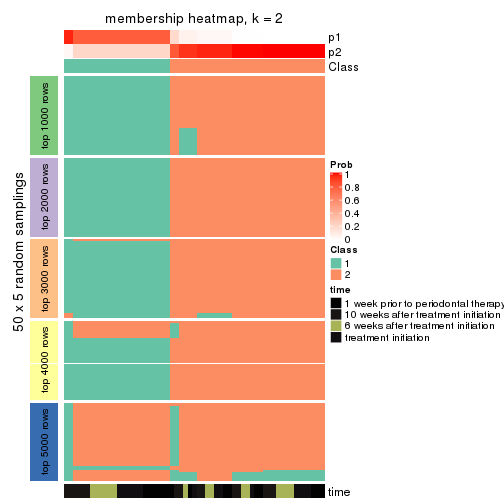 membership heatmap, k = 2
p1
p2
Class
50 x 5 random samplings
top 1000 rows
top 2000 rows
top 3000 rows
top 4000 rows
top 5000 rows
time
Prob
1
0.8
0.6
0.4
0.2
0
Class
1
2
time
1 week prior to periodontal therapy
10 weeks after treatment initiation
6 weeks after treatment initiation
treatment initiation